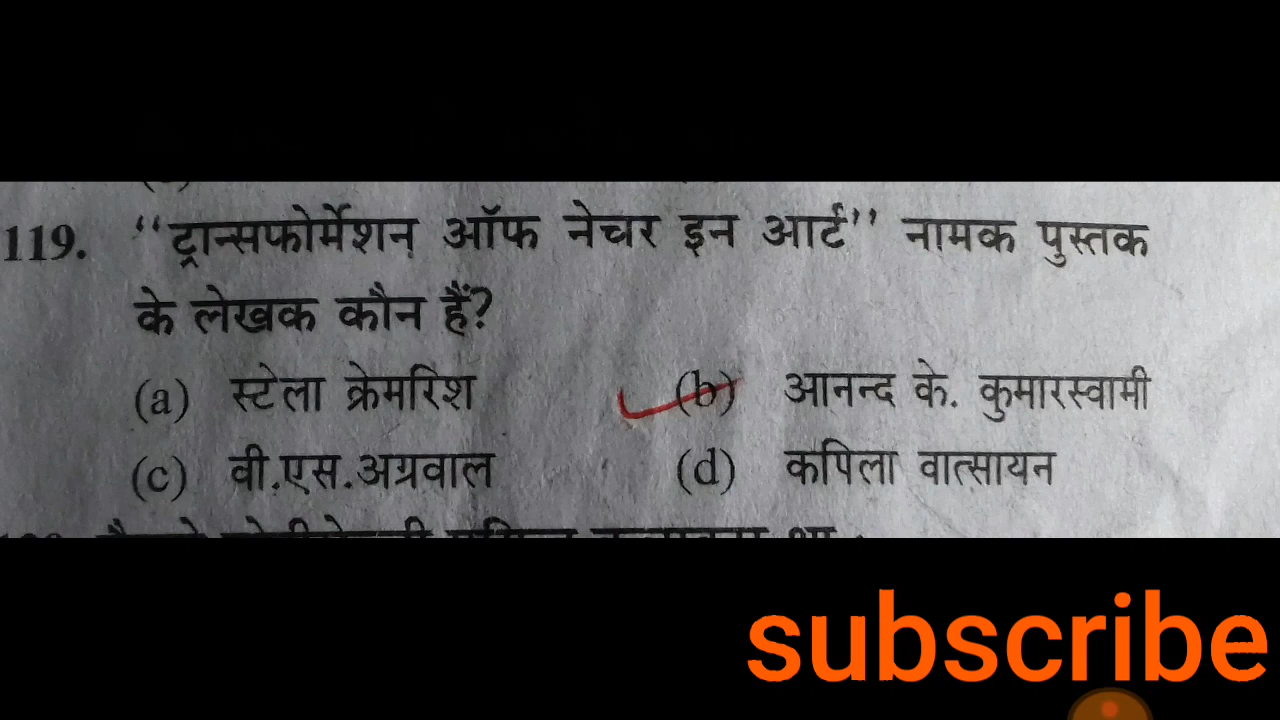 119. “ट्रान्सफोर्मेशन ऑफ नेचर इन आर्ट” नामक पुस्तक
के लेखक कौन हैं?
(a) स्टेला क्रेमरिश (b) आनन्द के. कुमारस्वामी
(c) वी.एस.अग्रवाल (d) कपिला वात्सायन
subscribe